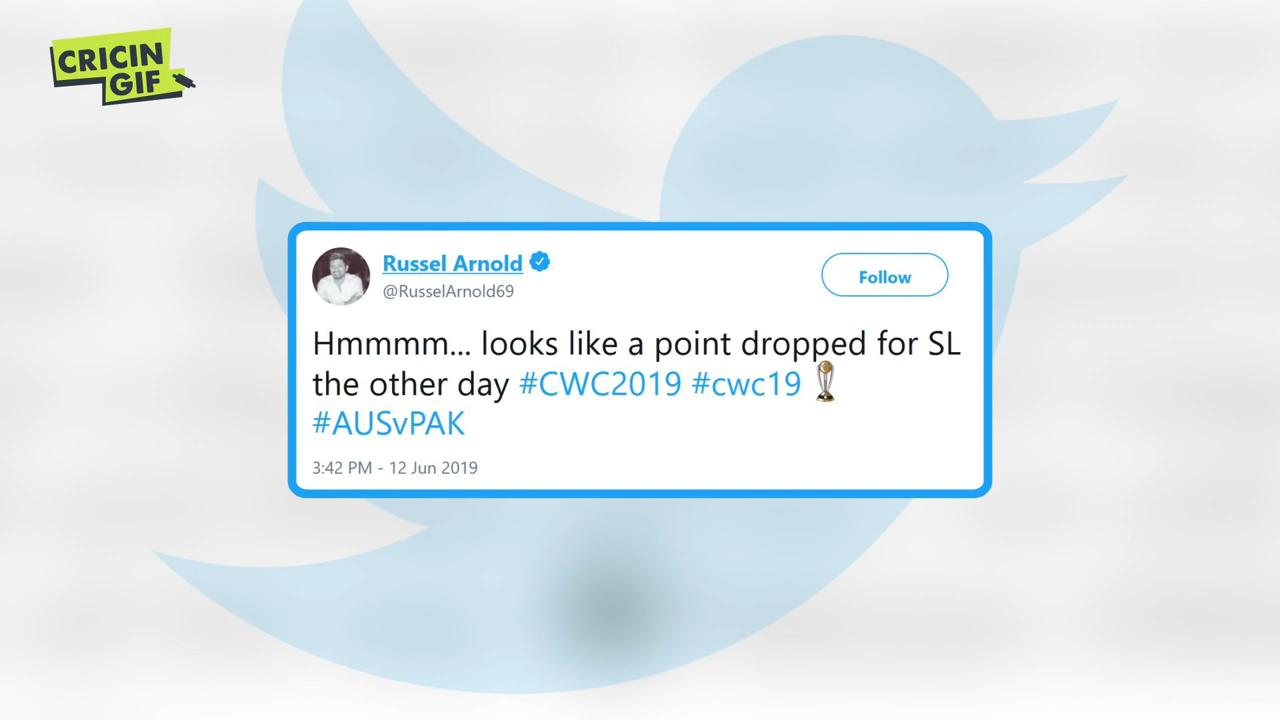 CRICIN
GIF
Russel Arnold
@RusselArnold69
Follow
Hmmmm... looks like a point dropped for SL
the other day #CWC2019 #cwc19
#AUSvPAK
3:42 PM - 12 Jun 2019